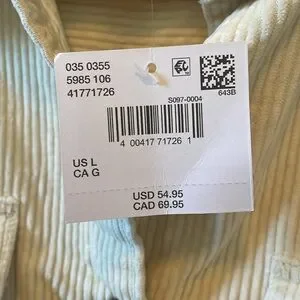 035 0355
5985 106
41771726
643B
S097-0004
4 00417 71726 1
US L
CA G
USD 54.95
CAD 69.95